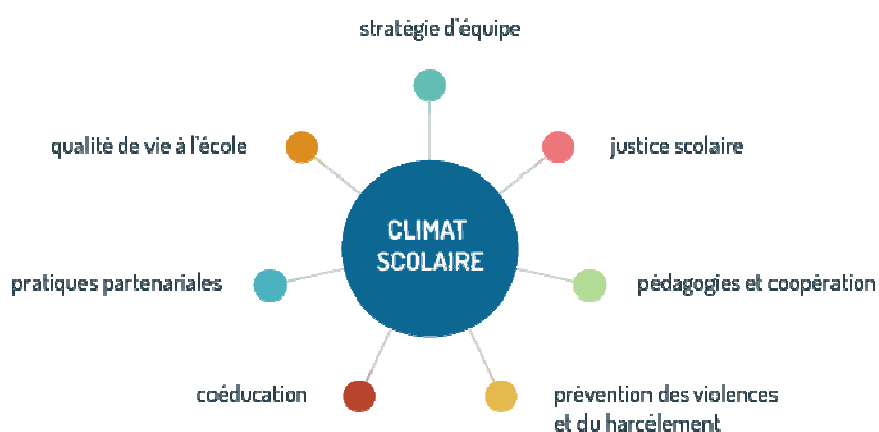 stratégie d'équipe
qualité de vie à l'école
justice scolaire
CLIMAT
SCOLAIRE
pratiques partenariales
pédagogies et coopération
coéducation
prévention des violences
et du harcèlement